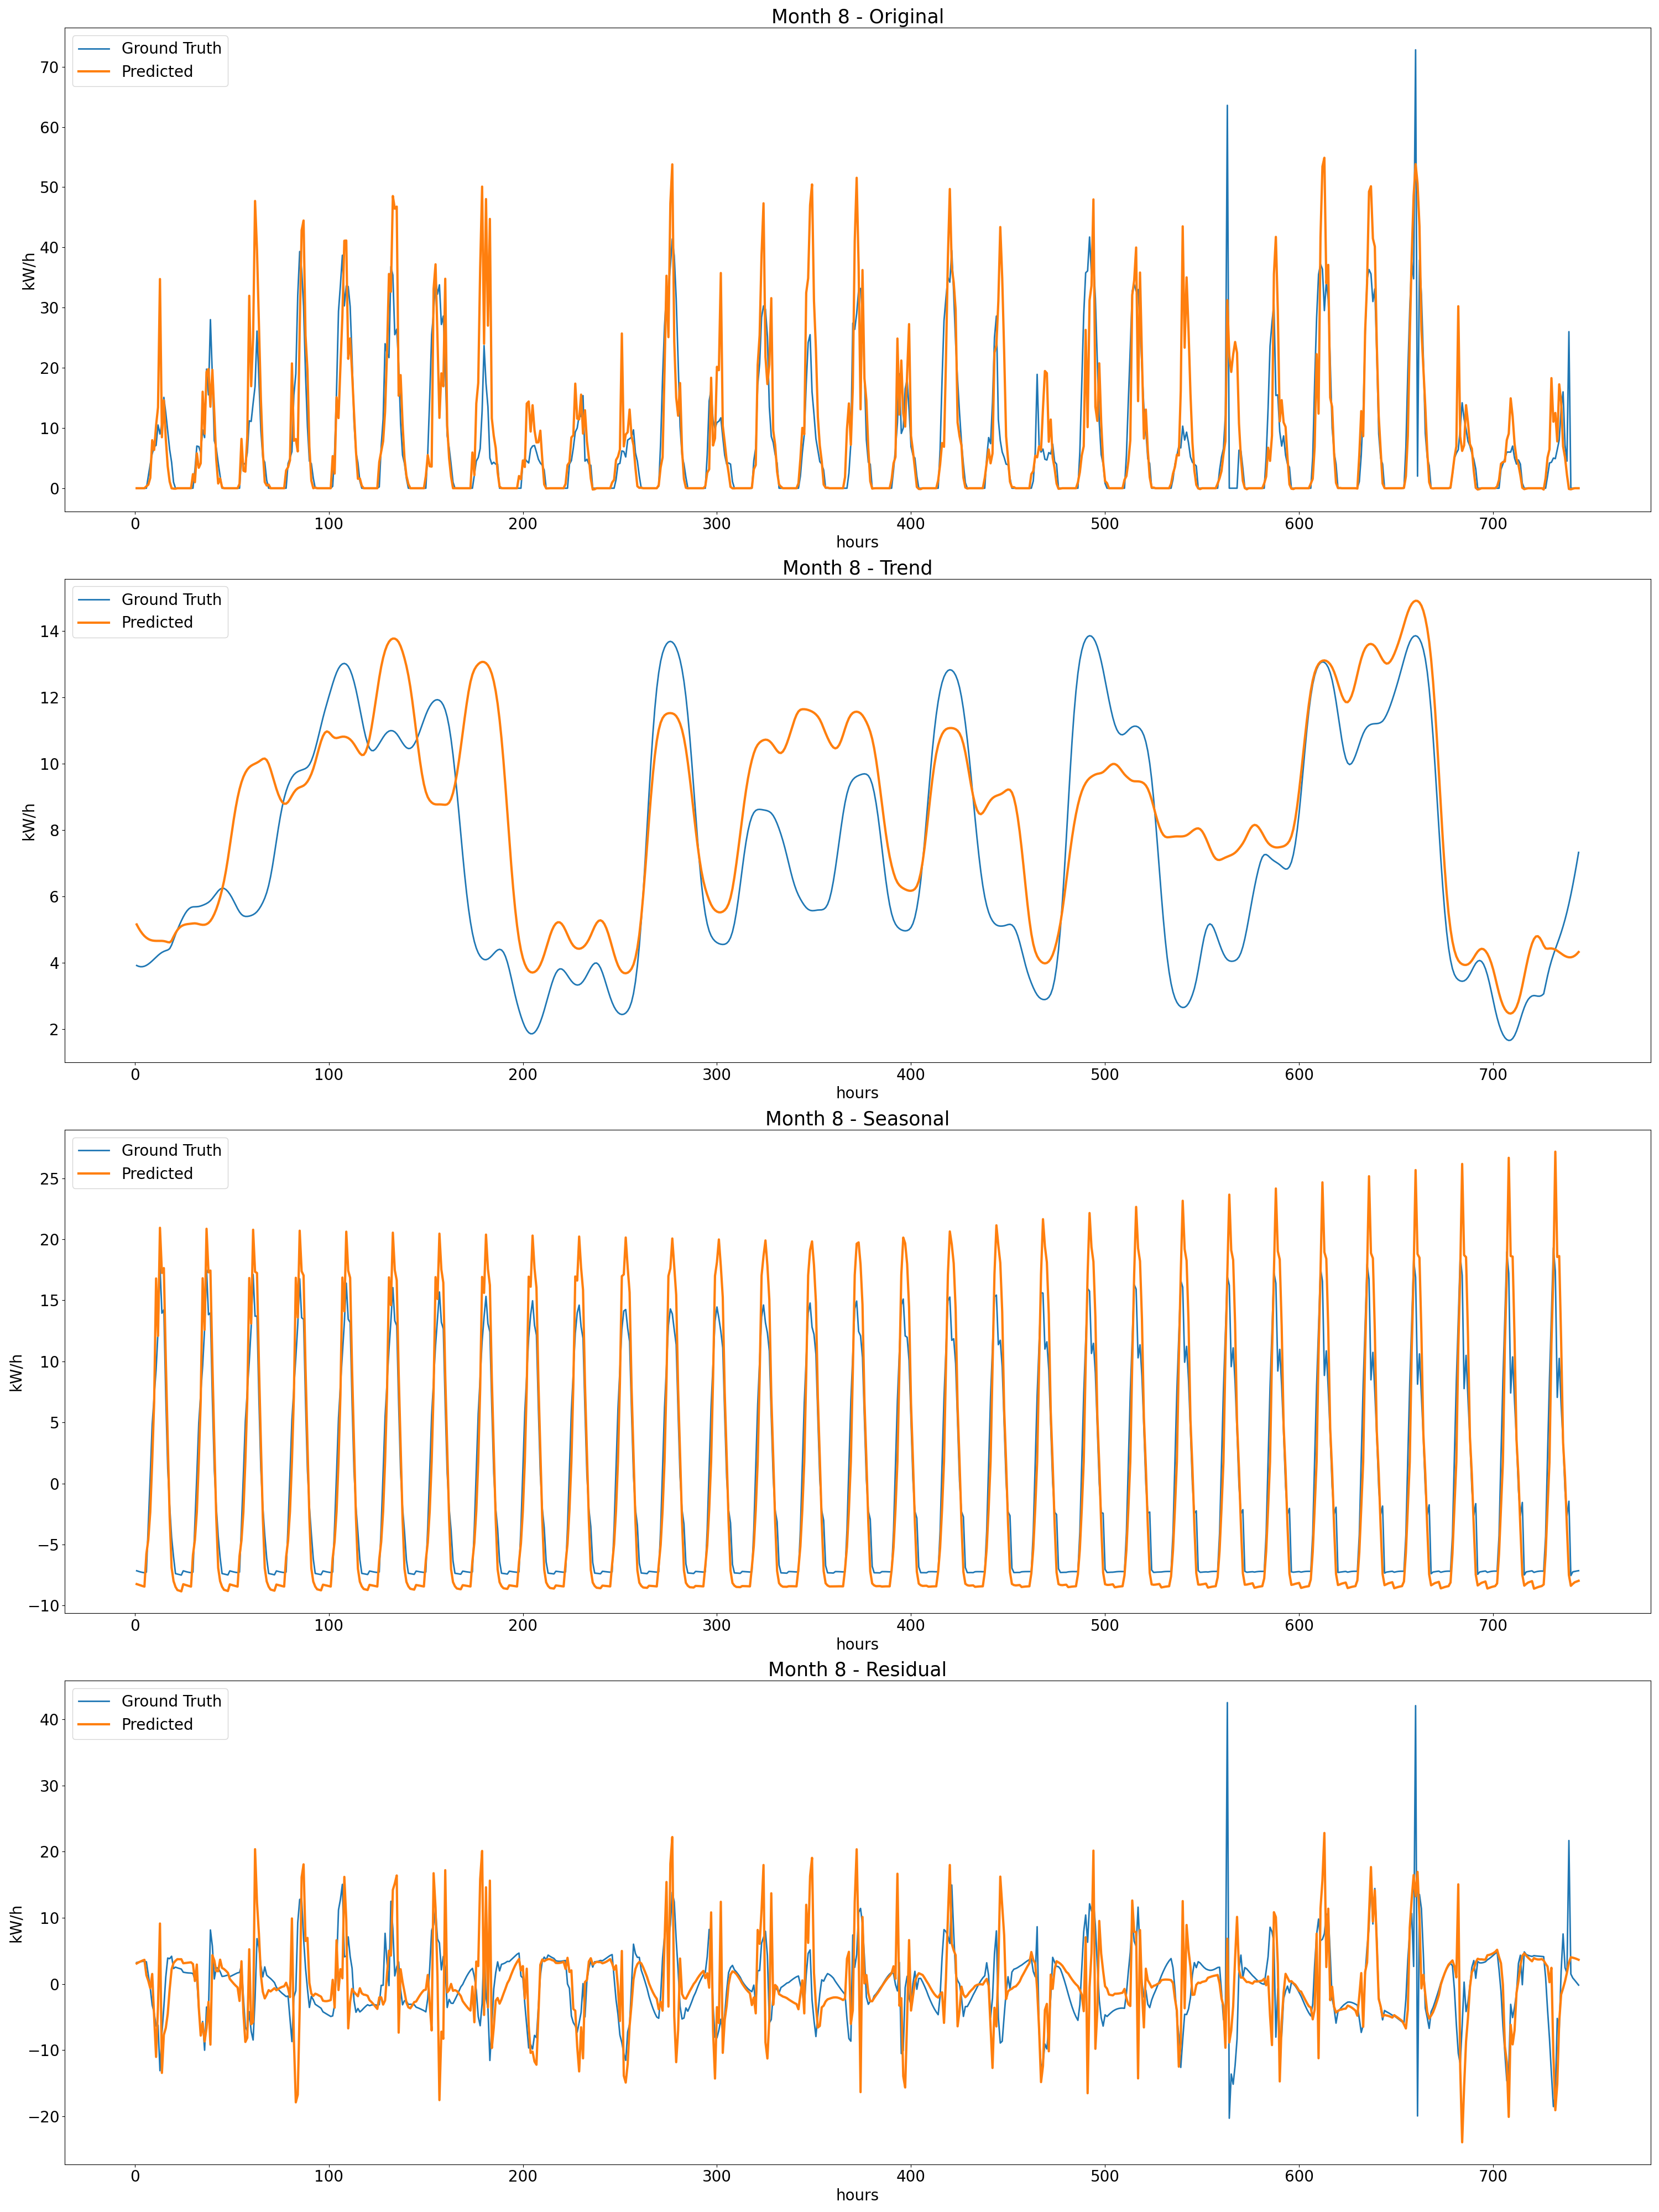 Month 8 - Original
Ground Truth
Predicted
70
60
50
40
30
20
10
0
kW/h
0 100 200 300 400 500 600 700
hours
Month 8 - Trend
Ground Truth
Predicted
14
12
10
8
6
4
2
kW/h
0 100 200 300 400 500 600 700
hours
Month 8 - Seasonal
Ground Truth
Predicted
25
20
15
10
5
0
−5
−10
kW/h
0 100 200 300 400 500 600 700
hours
Month 8 - Residual
Ground Truth
Predicted
40
30
20
10
0
−10
−20
kW/h
0 100 200 300 400 500 600 700
hours